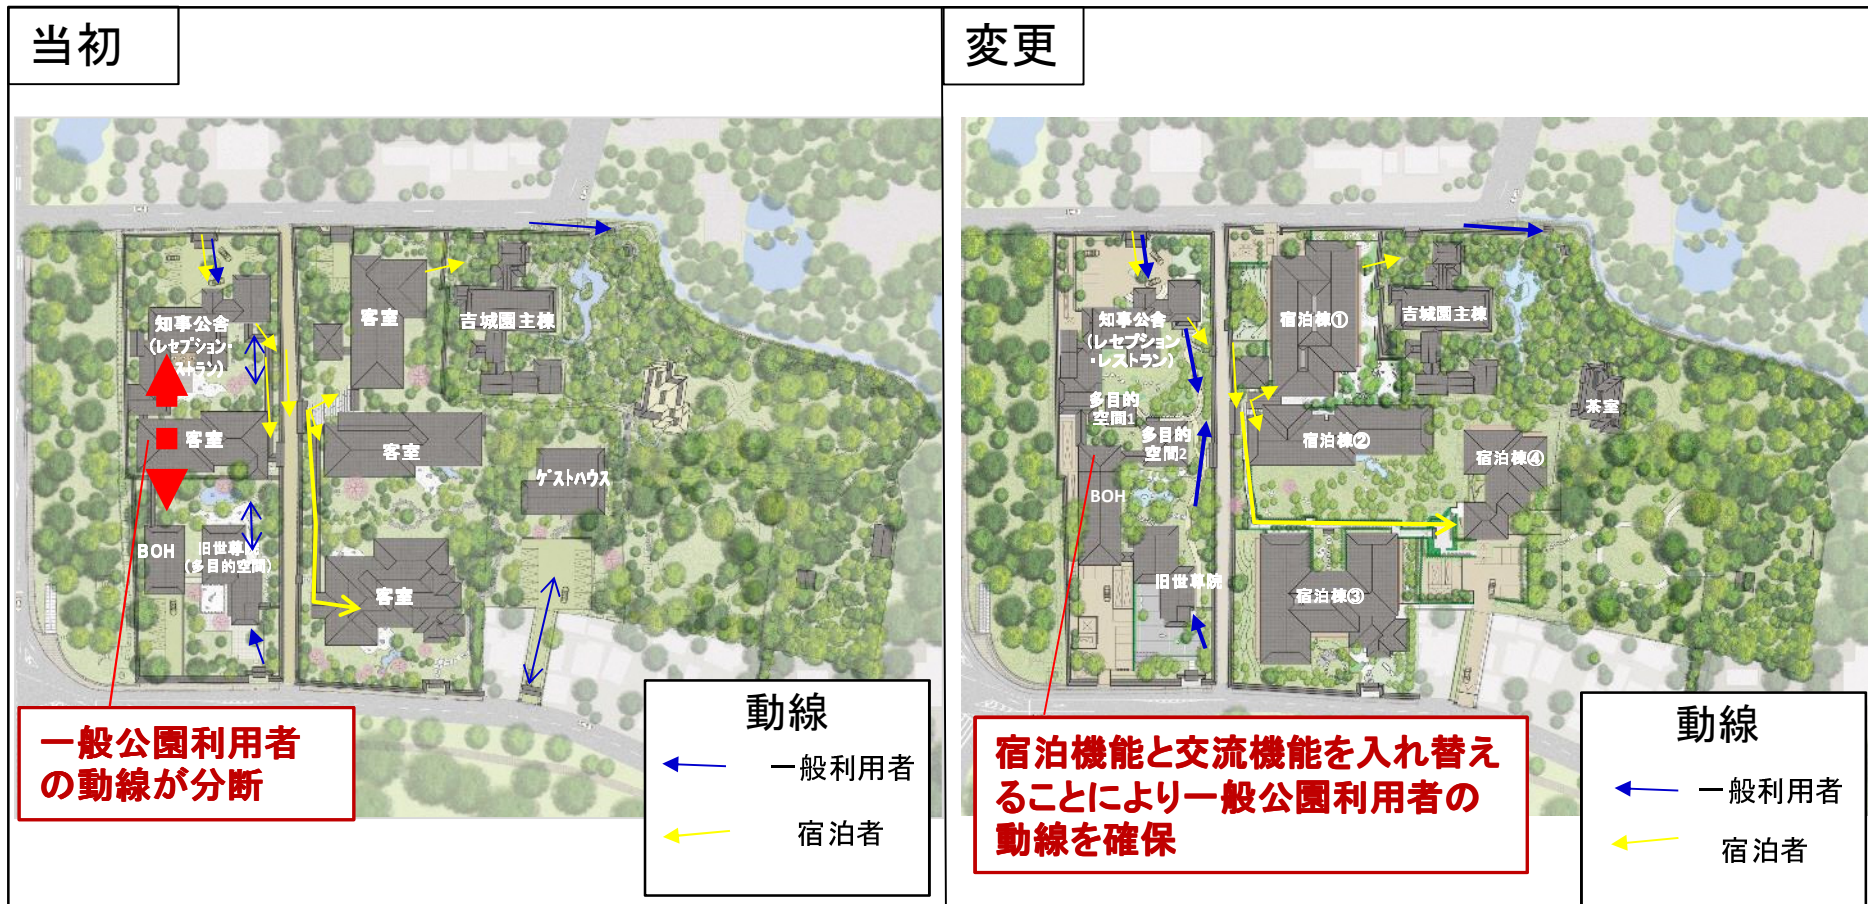 当初
知事公舎
(レセプション・
ストラン)
客室
吉城園主棟
客室
客室
ゲストハウス
BOH
旧世尊院
(多目的空間)
客室
一般公園利用者
の動線が分断
動線
一般利用者
宿泊者
変更
知事公舎
(レセプション
・レストラン)
宿泊棟①
吉城園主棟
多目的
空間1
多目的
空間2
宿泊棟②
茶室
宿泊棟④
BOH
旧世尊院
宿泊棟③
宿泊機能と交流機能を入れ替え
ることにより一般公園利用者の
動線を確保
動線
一般利用者
宿泊者